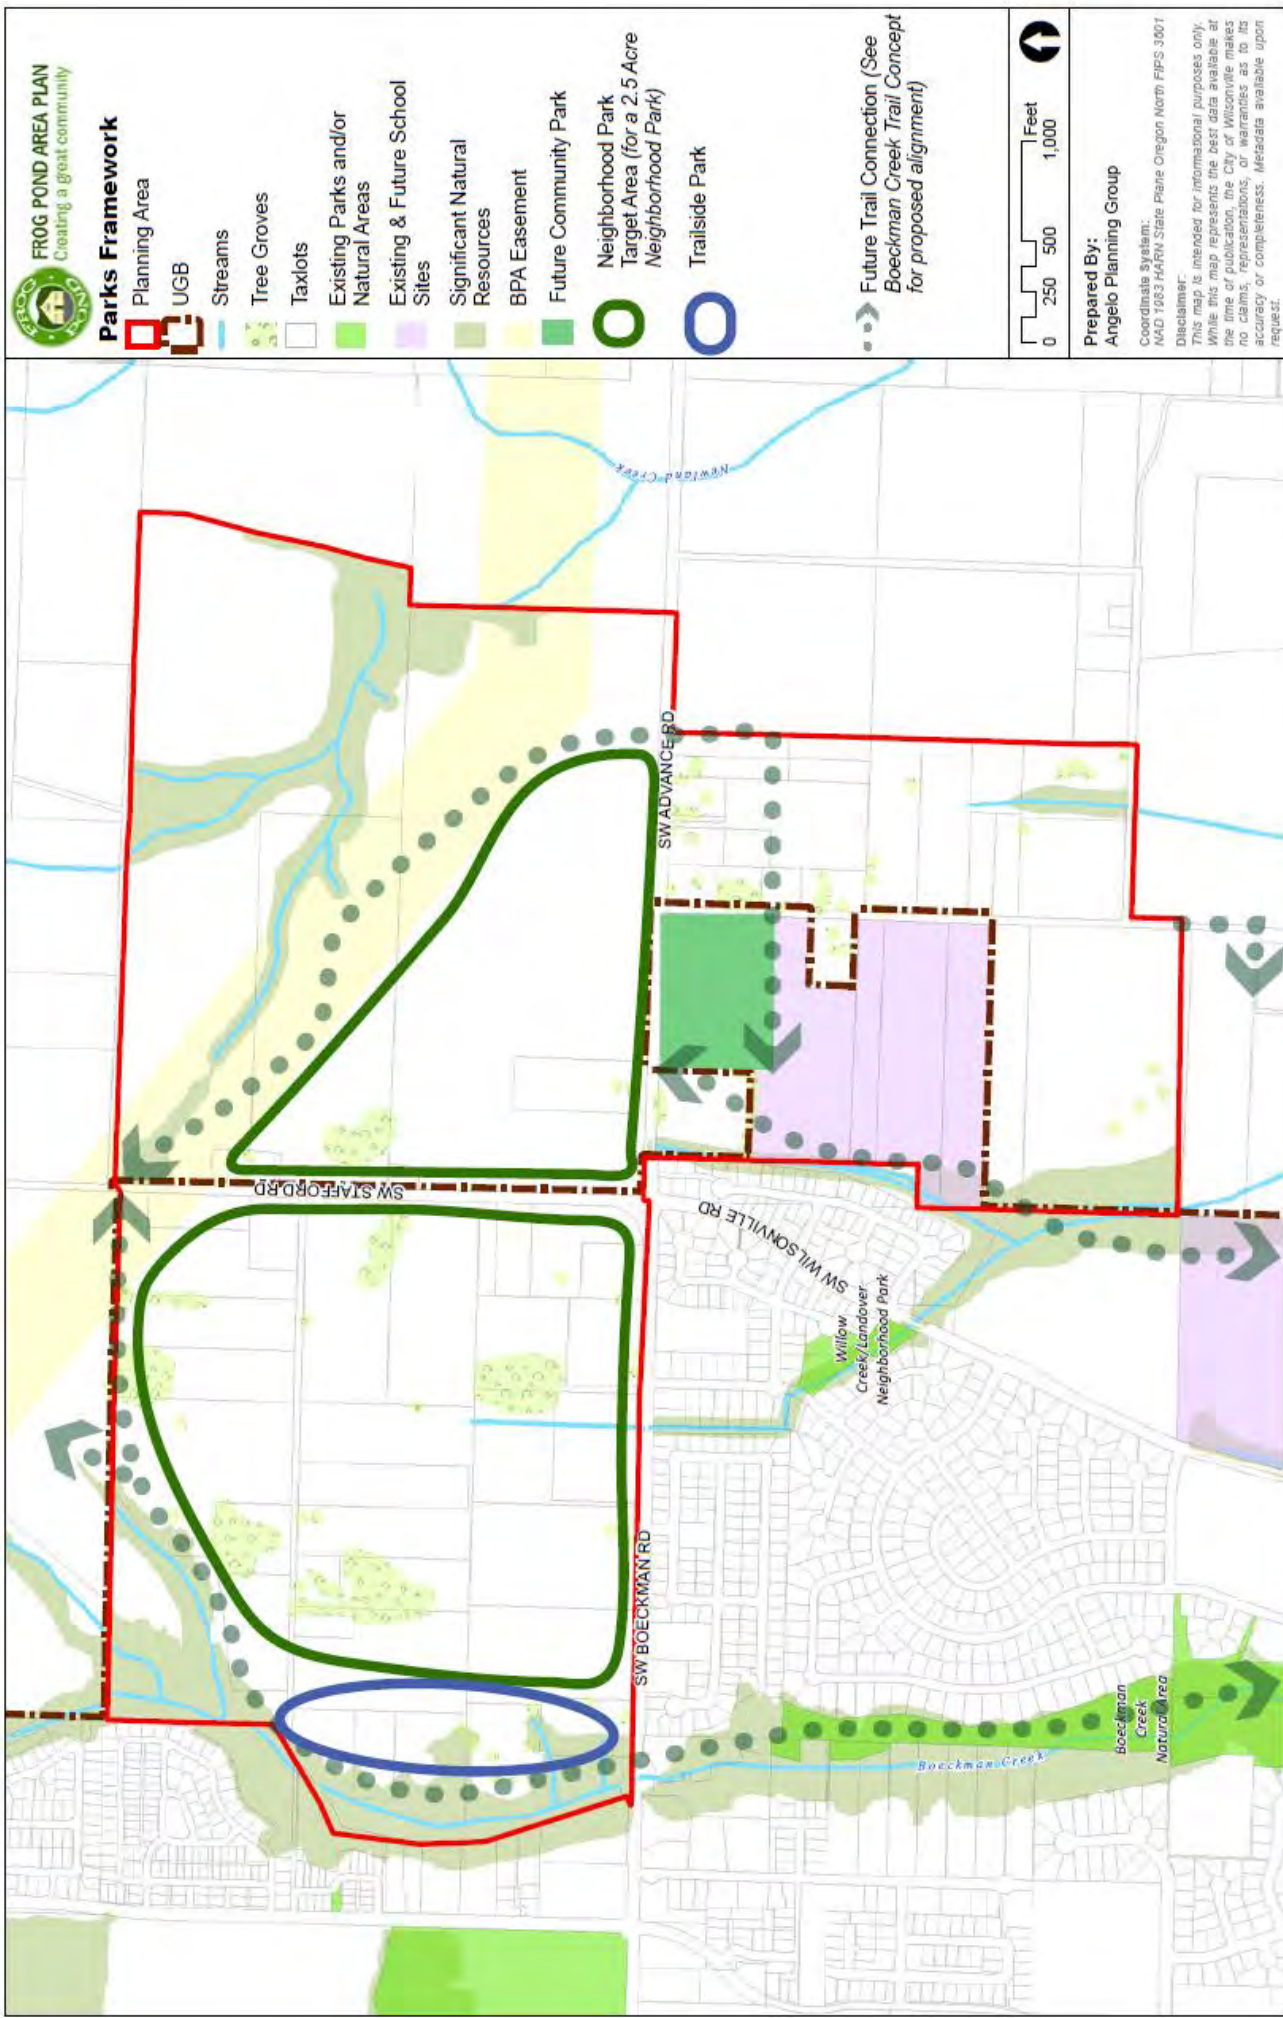 FROG POND AREA PLAN
Creating a great community
FROG
POND
Parks Framework
Planning Area
UGB
Streams
Tree Groves
Taxlots
Existing Parks and/or
Natural Areas
Existing & Future School
Sites
Significant Natural
Resources
BPA Easement
Future Community Park
Neighborhood Park
Target Area (for a 2.5 Acre
Neighborhood Park)
Trailside Park
Future Trail Connection (See
Boeckman Creek Trail Concept
for proposed alignment)
0 250 500 1,000
Feet
Prepared By:
Angelo Planning Group
Coordinate System:
NAD 1983 HARN State Plane Oregon North FIPS 3601
Disclaimer:
This map is intended for informational purposes only.
While this map represents the best data available at
the time of publication, the City of Wilsonville makes
no claims, representations, or warranties as to its
accuracy or completeness. Metadata available upon
request.
SW STAFFORD RD
SW ADVANCE RD
SW BOECKMAN RD
SW WILSONVILLE RD
Newland Creek
Willow
Creek/Landover
Neighborhood Park
Boeckman Creek
Boeckman
Creek
Natural Area